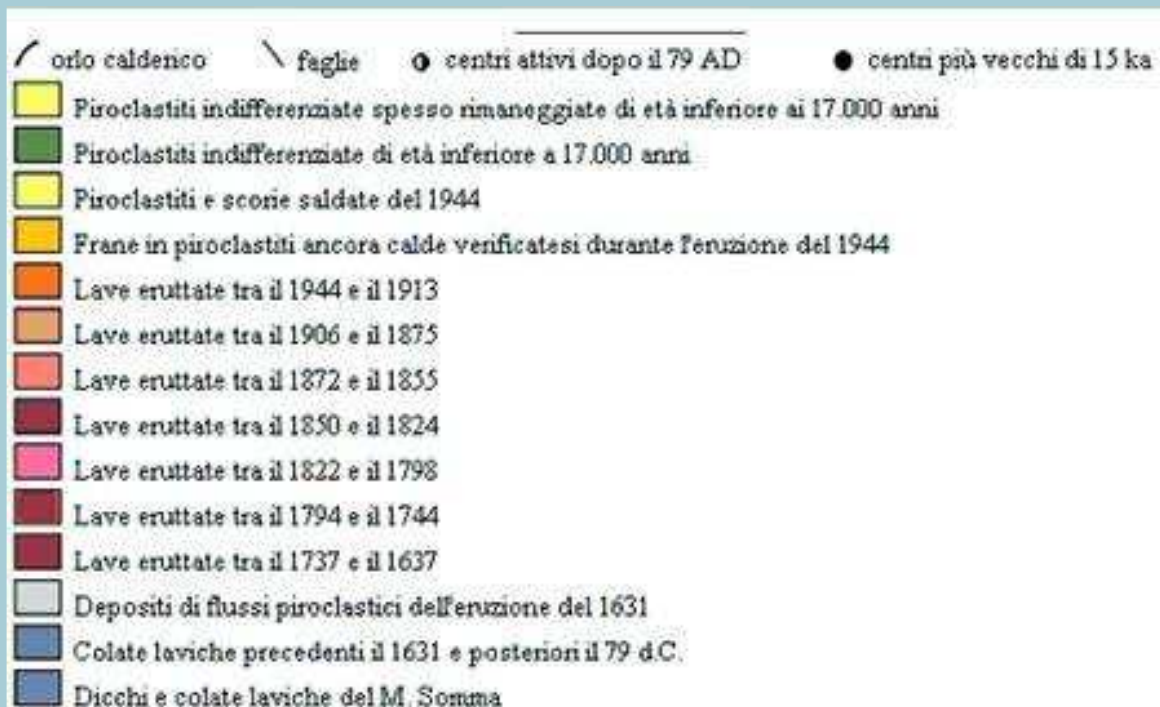 orlo calderico faglie centri attivi dopo il 79 AD centri più vecchi di 15 ka
Piroclastiti indifferenziate spesso rimaneggiate di età inferiore ai 17.000 anni
Piroclastiti indifferenziate di età inferiore a 17.000 anni
Piroclastiti e scorie saldate del 1944
Frane in piroclastiti ancora calde verificatesi durante l'eruzione del 1944
Lave eruttate tra il 1944 e il 1913
Lave eruttate tra il 1906 e il 1875
Lave eruttate tra il 1872 e il 1855
Lave eruttate tra il 1850 e il 1824
Lave eruttate tra il 1822 e il 1798
Lave eruttate tra il 1794 e il 1744
Lave eruttate tra il 1737 e il 1637
Depositi di flussi piroclastici dell'eruzione del 1631
Colate laviche precedenti il 1631 e posteriori il 79 d.C.
Dicchi e colate laviche del M. Somma